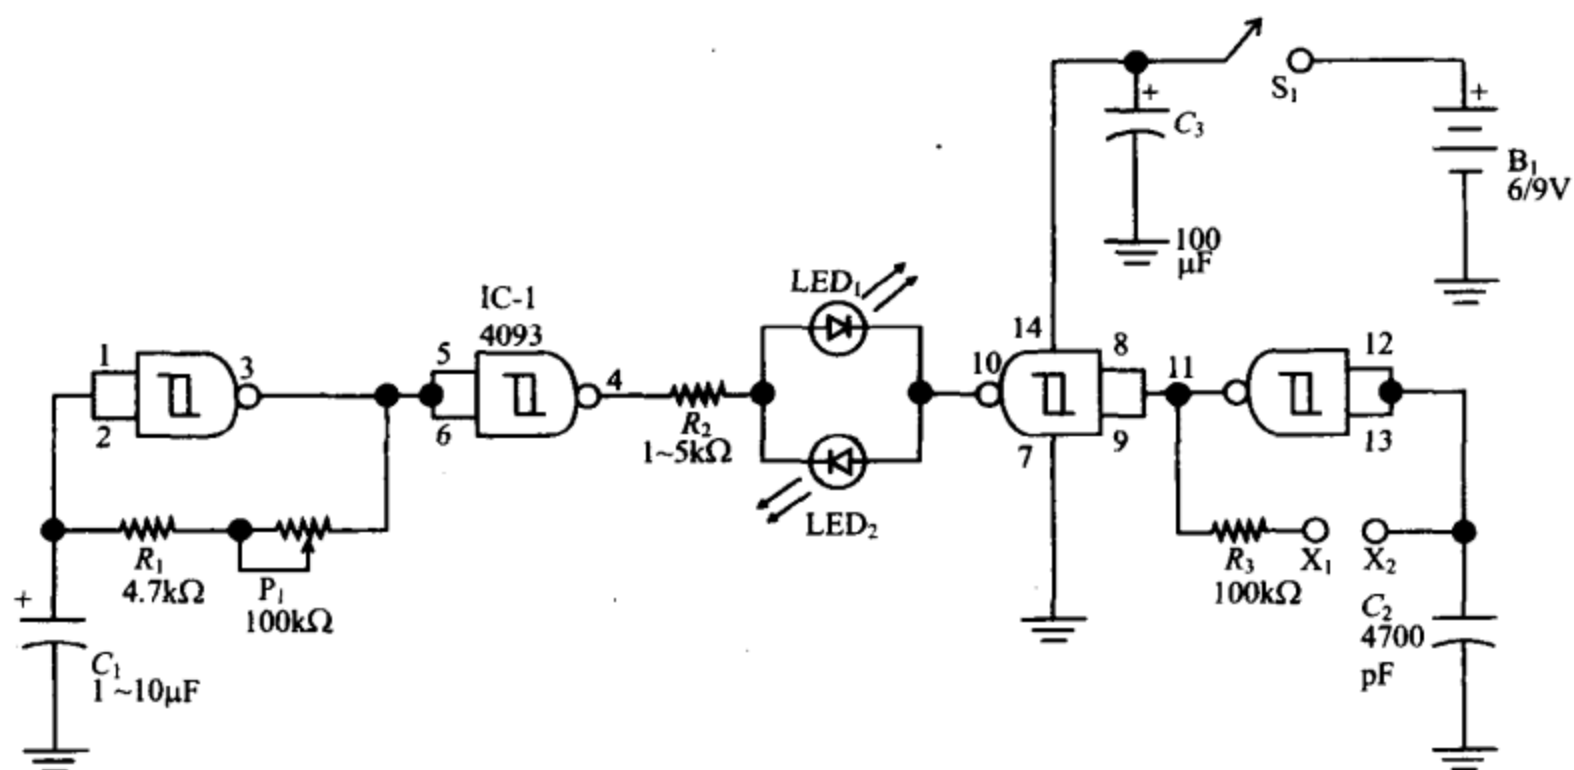 +
C₃
S₁
+
B₁
6/9V
100
μF
IC-1
4093
LED₁
1
2
3
5
6
4
R₂
1~5kΩ
LED₂
10
14
7
8
9
11
12
13
R₁
4.7kΩ
P₁
100kΩ
R₃
100kΩ
X₁
X₂
+
C₁
1~10μF
C₂
4700
pF